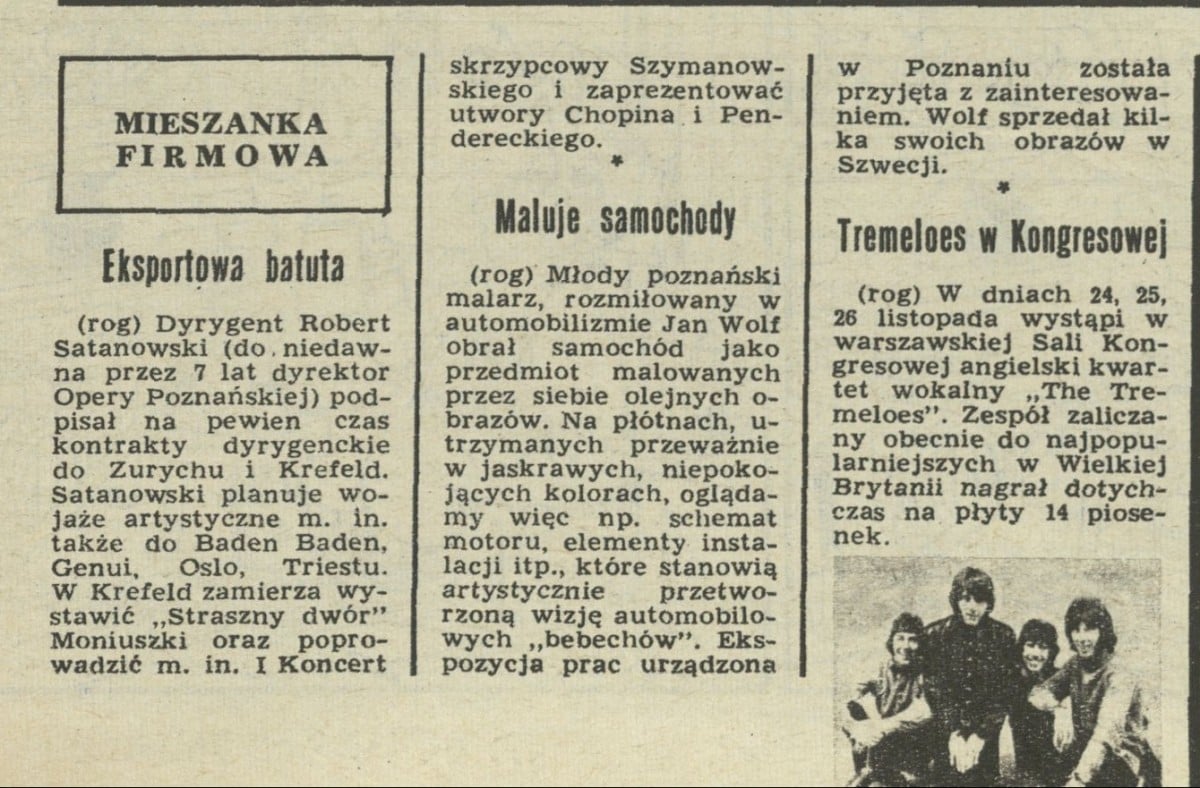 MIESZANKA
FIRMOWA
Eksportowa batuta
(rog) Dyrygent Robert
Satanowski (do niedaw-
na przez 7 lat dyrektor
Opery Poznańskiej) pod-
pisał na pewien czas
kontrakty dyrygenckie
do Zurychu i Krefeld.
Satanowski planuje wo-
jaże artystyczne m. in.
także do Baden Baden,
Genui, Oslo, Triestu.
W Krefeld zamierza wy-
stawić „Straszny dwór”
Moniuszki oraz popro-
wadzić m. in. I Koncert
skrzypcowy Szymanow-
skiego i zaprezentować
utwory Chopina i Pen-
dereckiego.
*
Maluje samochody
(rog) Młody poznański
malarz, rozmiłowany w
automobilizmie Jan Wolf
obrał samochód jako
przedmiot malowanych
przez siebie olejnych o-
brazów. Na płótnach, u-
trzymanych przeważnie
w jaskrawych, niepoko-
jących kolorach, ogląda-
my więc np. schemat
motoru, elementy insta-
lacji itp., które stanowią
artystycznie przetwo-
rzoną wizję automobilo-
wych „bebechów”. Eks-
pozycja prac urządzona
w Poznaniu została
przyjęta z zainteresowa-
niem. Wolf sprzedał kil-
ka swoich obrazów w
Szwecji.
*
Tremeloes w Kongresowej
(rog) W dniach 24, 25,
26 listopada wystąpi w
warszawskiej Sali Kon-
gresowej angielski kwar-
tet wokalny „The Tre-
meloes”. Zespół zalicza-
ny obecnie do najpopu-
larniejszych w Wielkiej
Brytanii nagrał dotych-
czas na płyty 14 piose-
nek.